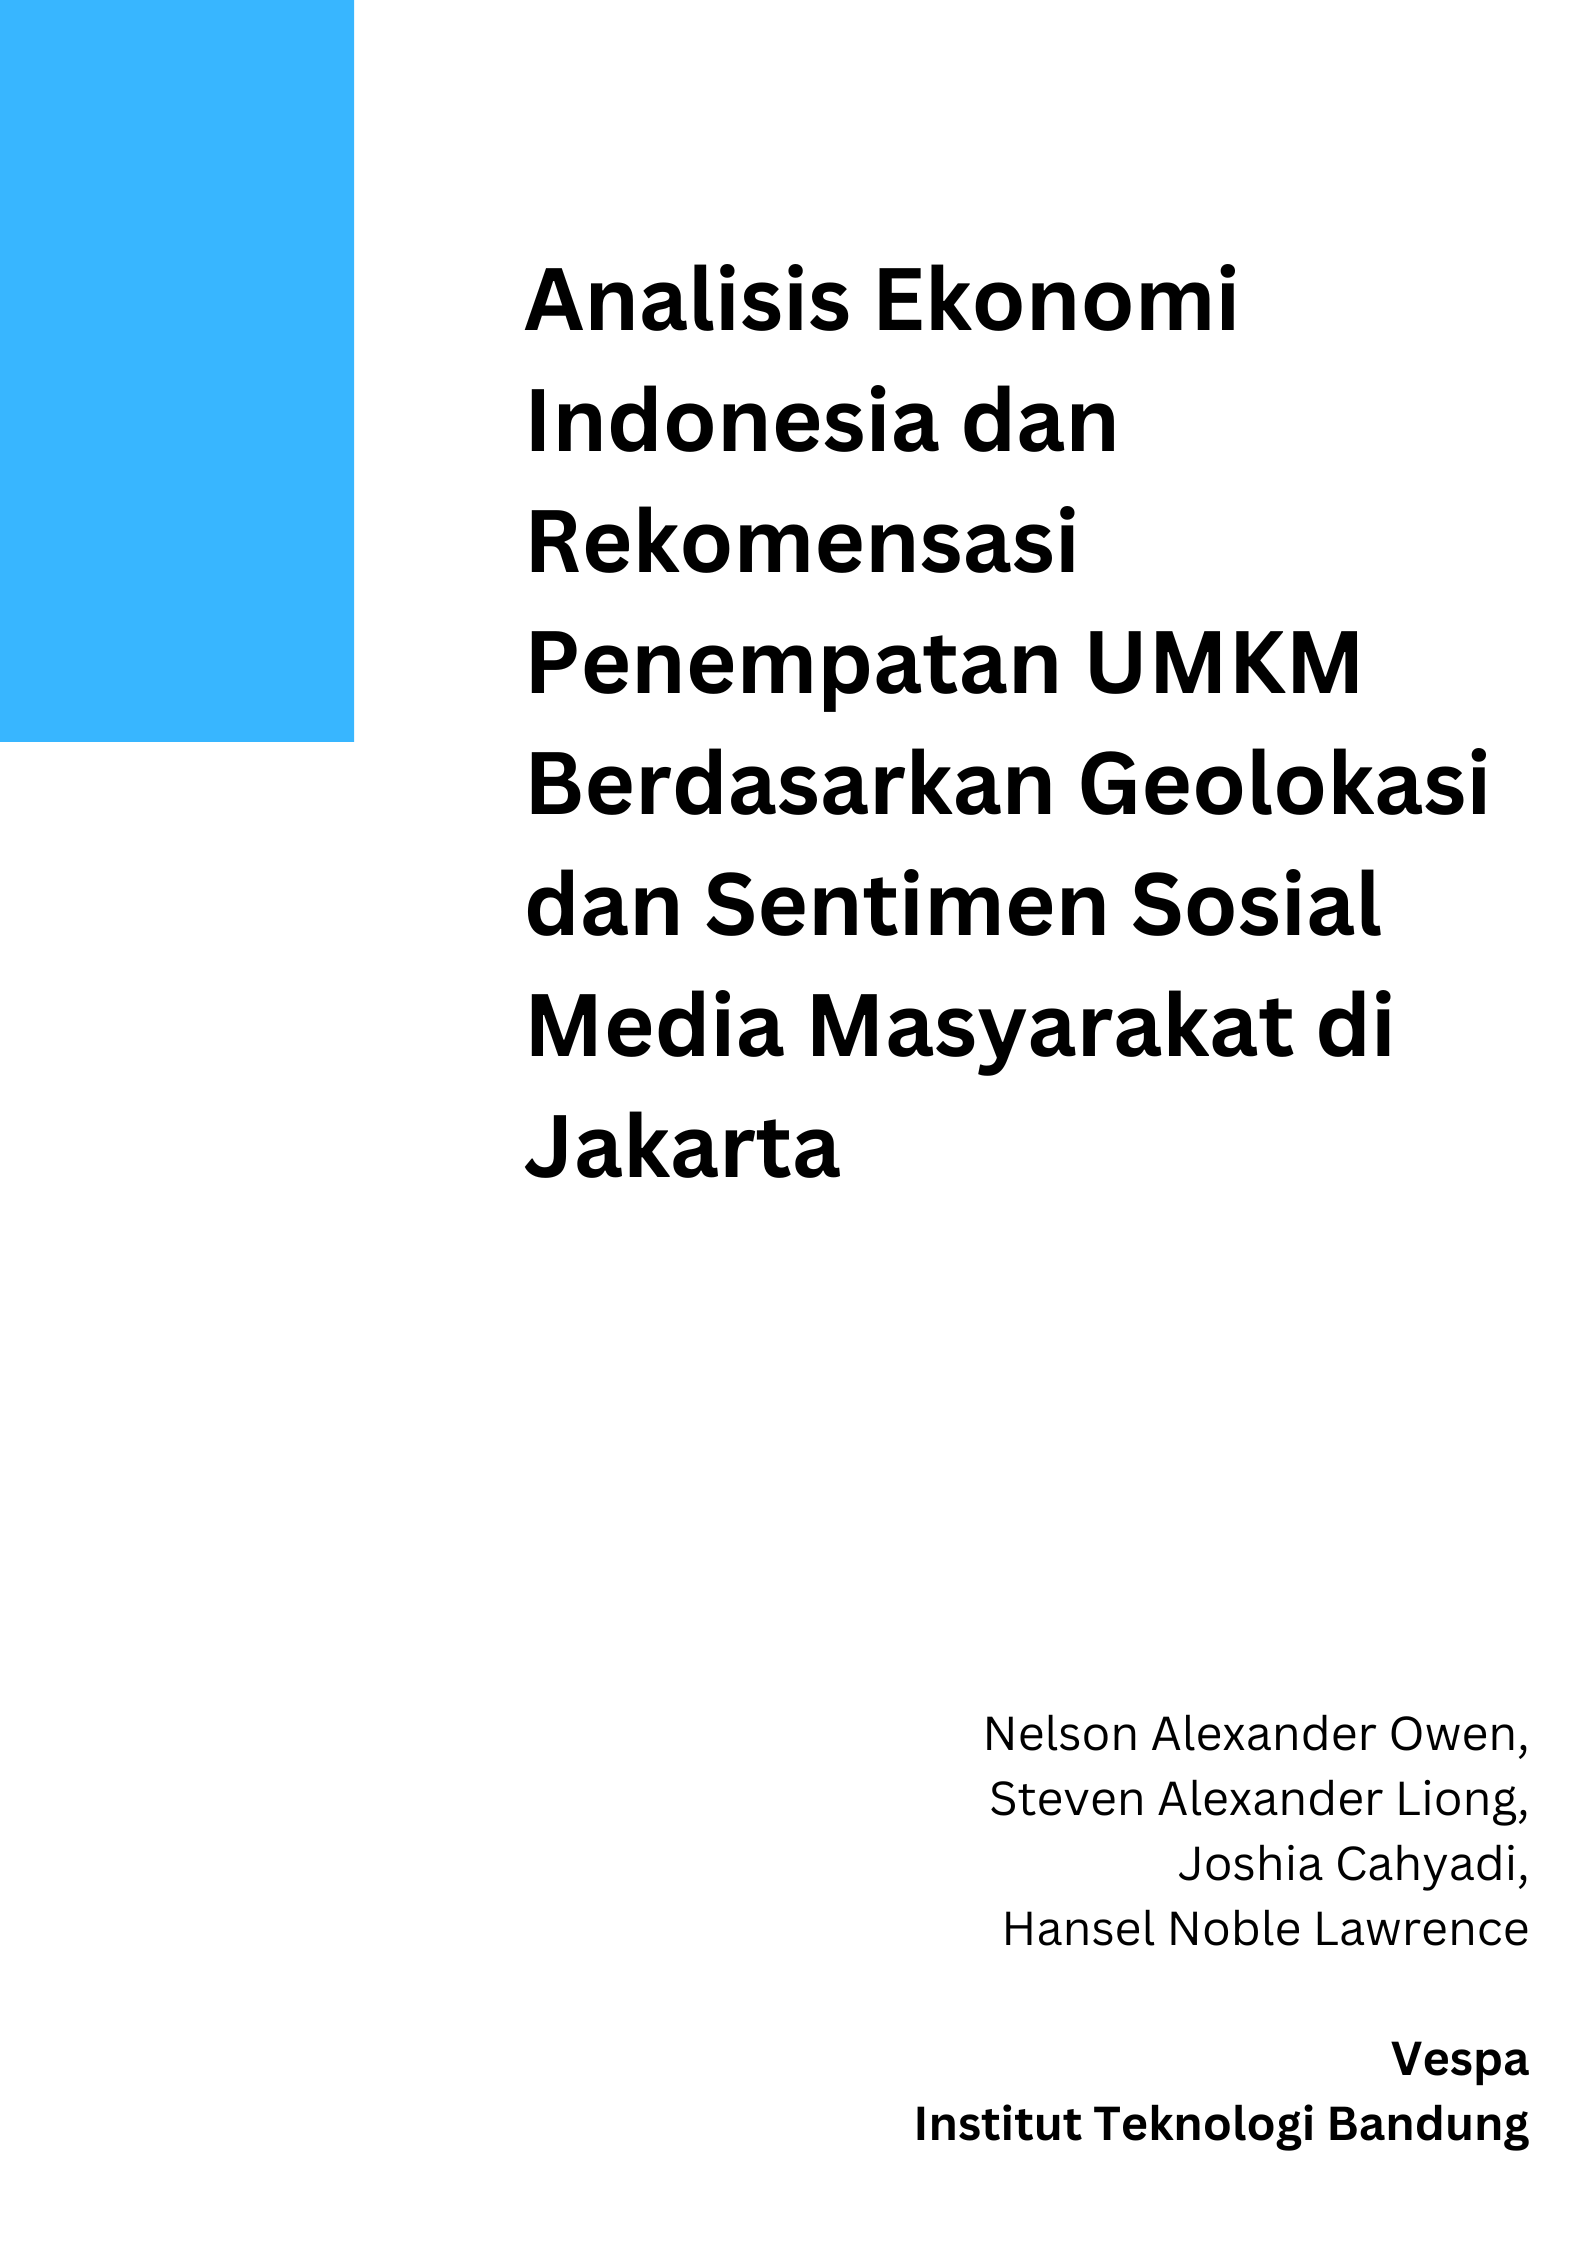 Analisis Ekonomi
Indonesia dan
Rekomensasi
Penempatan UMKM
Berdasarkan Geolokasi
dan Sentimen Sosial
Media Masyarakat di
Jakarta
Nelson Alexander Owen,
Steven Alexander Liong,
Joshia Cahyadi,
Hansel Noble Lawrence
Vespa
Institut Teknologi Bandung